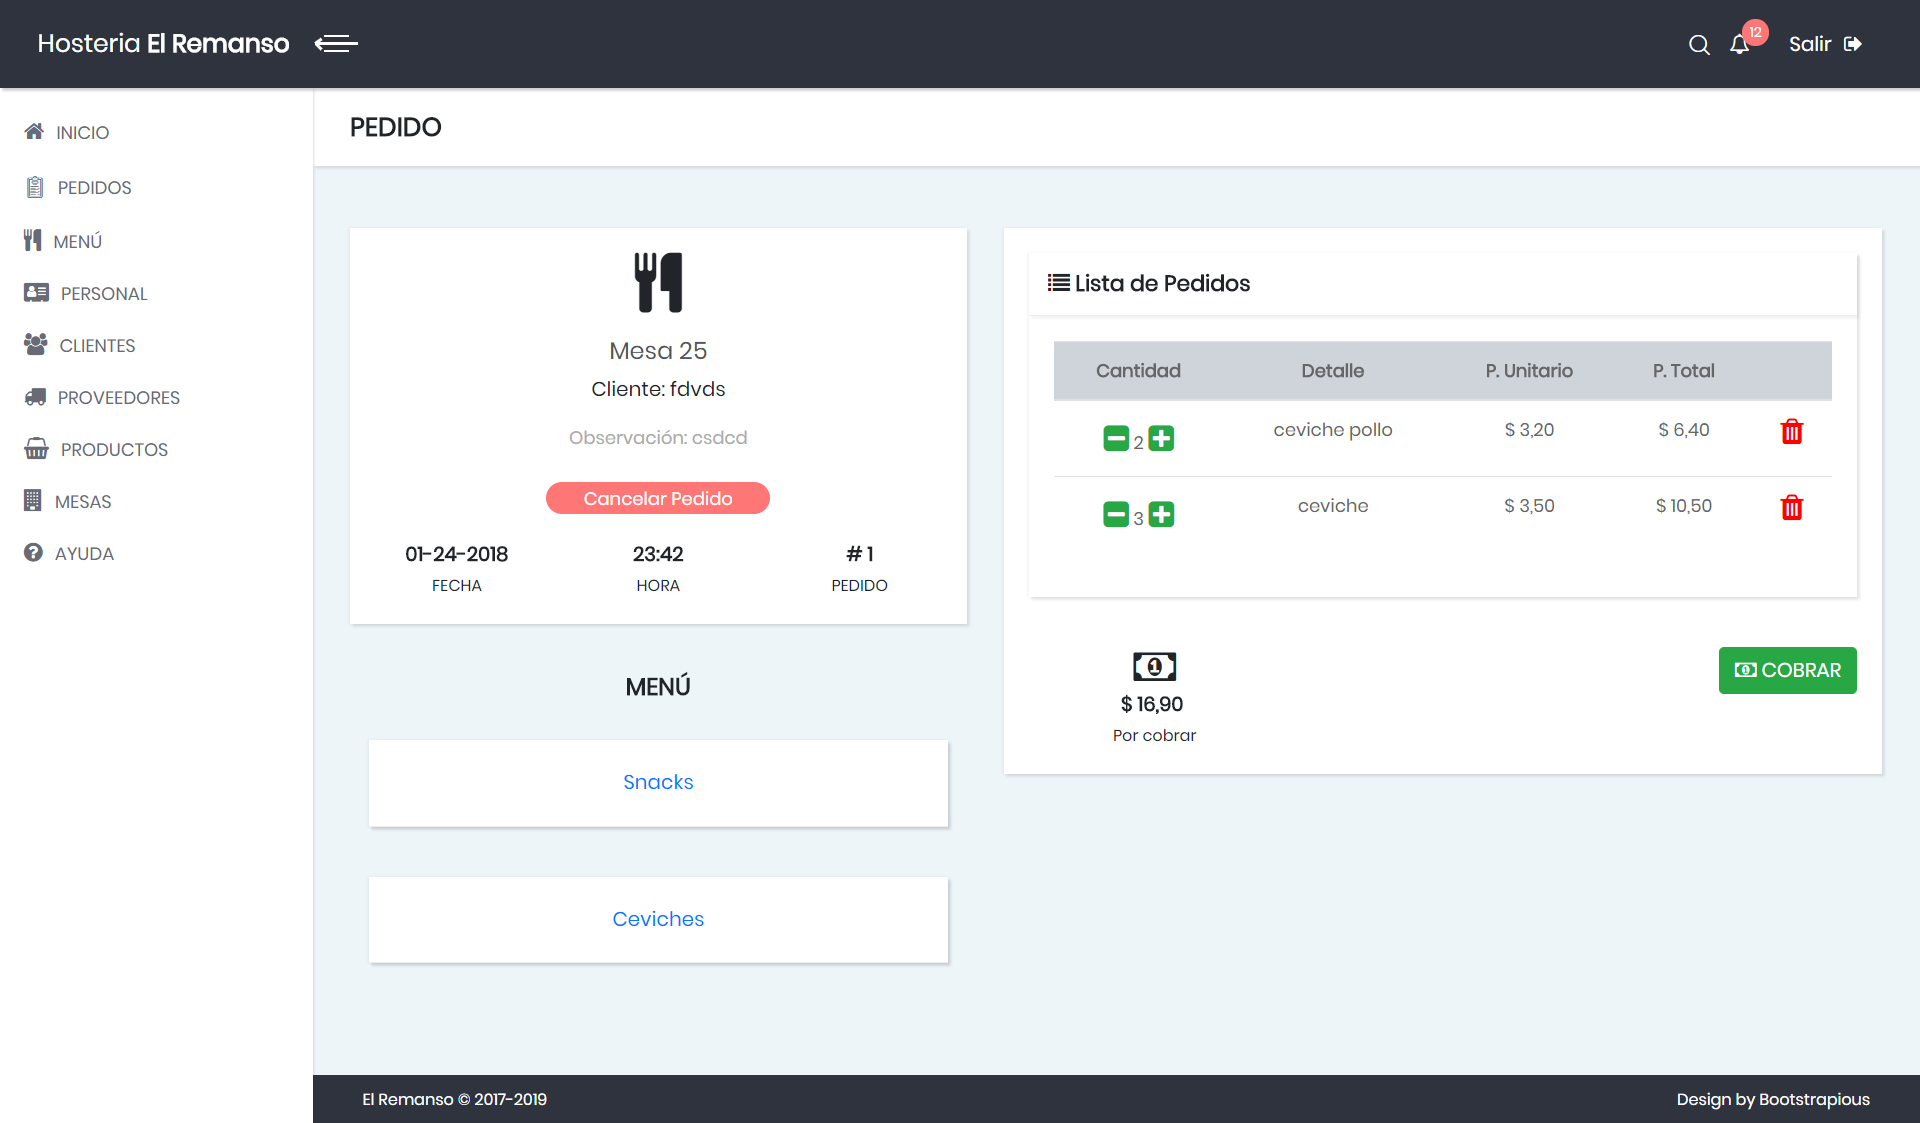 Hosteria El Remanso
12
Salir
INICIO
PEDIDOS
MENÚ
PERSONAL
CLIENTES
PROVEEDORES
PRODUCTOS
MESAS
AYUDA
PEDIDO
Mesa 25
Cliente: fdvds
Observación: csdcd
Cancelar Pedido
01-24-2018 23:42 # 1
FECHA HORA PEDIDO
MENÚ
Snacks
Ceviches
Lista de Pedidos
Cantidad Detalle P. Unitario P. Total
2 ceviche pollo $ 3,20 $ 6,40
3 ceviche $ 3,50 $ 10,50
$ 16,90
Por cobrar
COBRAR
El Remanso © 2017-2019
Design by Bootstrapious